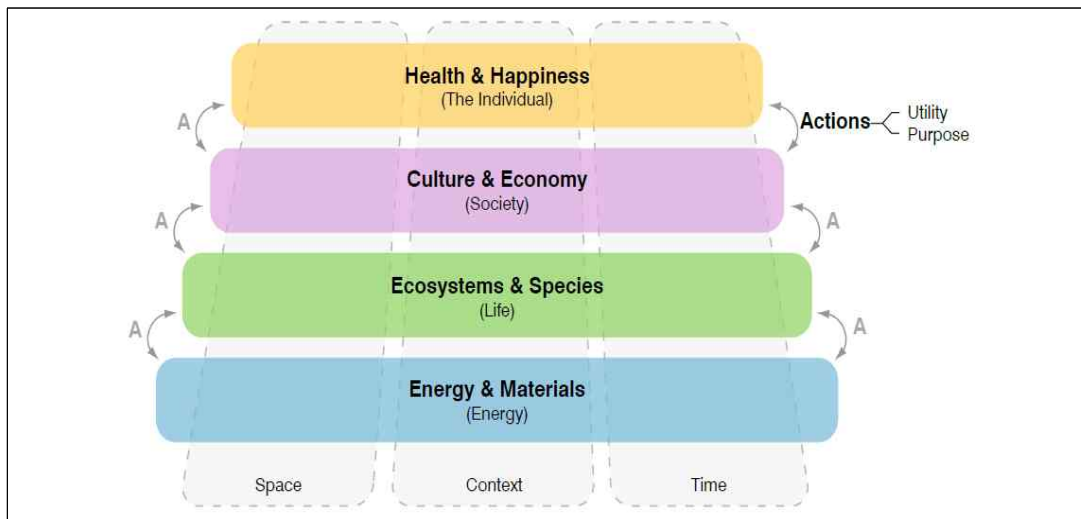 Health & Happiness
(The Individual)
A
Actions
Utility
Purpose
Culture & Economy
(Society)
A
A
Ecosystems & Species
(Life)
A
A
Energy & Materials
(Energy)
Space
Context
Time